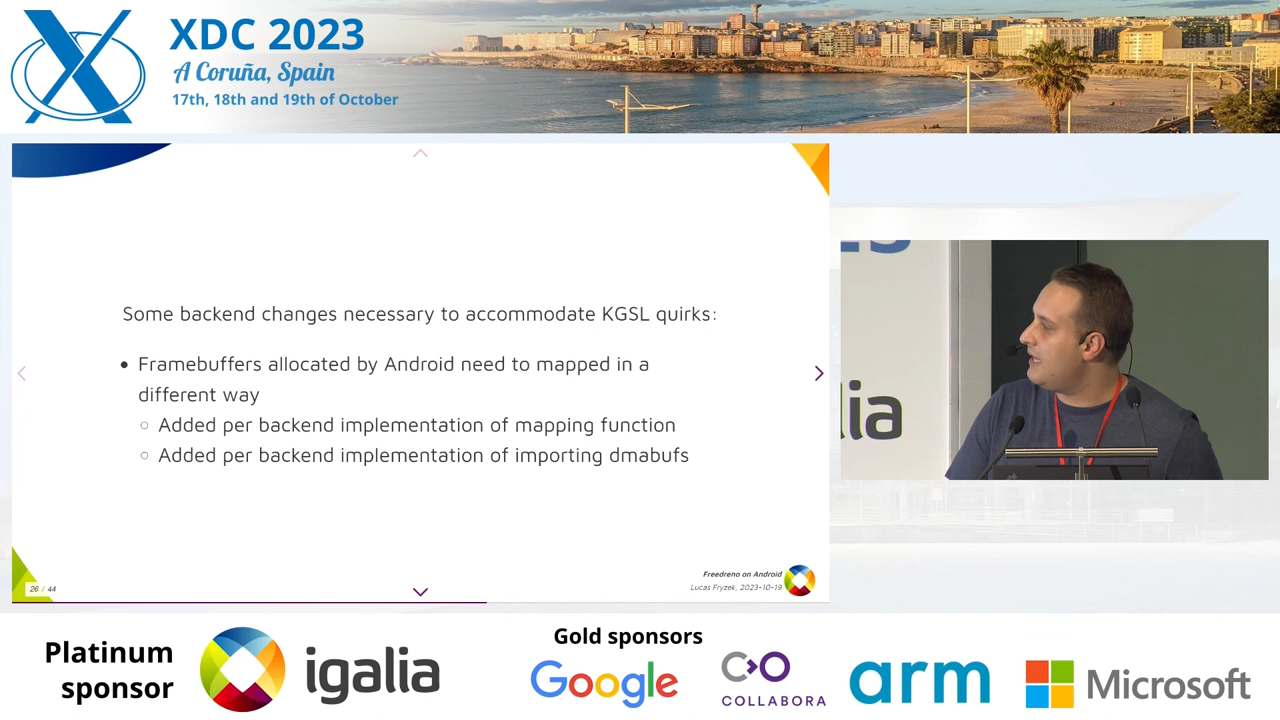 XDC 2023
A Coruña, Spain
17th, 18th and 19th of October
Some backend changes necessary to accommodate KGSL quirks:
Framebuffers allocated by Android need to mapped in a
different way
Added per backend implementation of mapping function
Added per backend implementation of importing dmabufs
26 / 44
Freedreno on Android
Lucas Fryzek, 2023-10-19
lia
Platinum
sponsor
igalia
Gold sponsors
Google
COLLABORA
arm
Microsoft